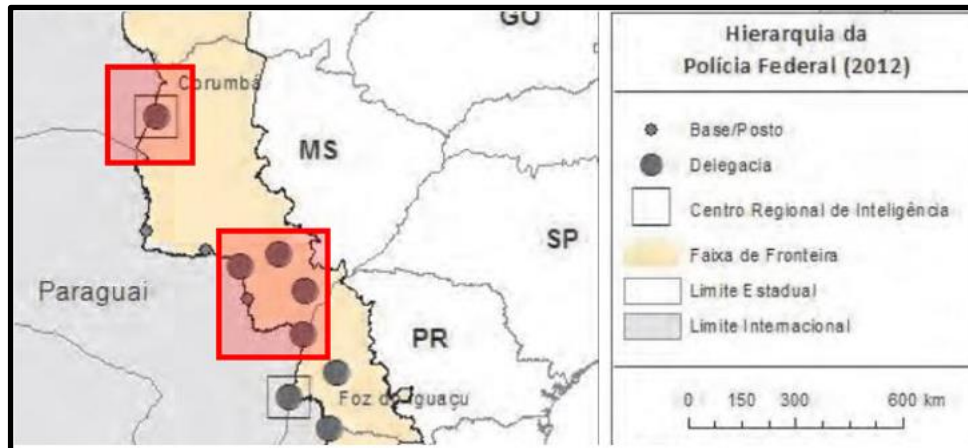 GO
Corumbá
MS
SP
Paraguai
PR
Foz do Iguaçu
Hierarquia da
Polícia Federal (2012)
Base/Posto
Delegacia
Centro Regional de Inteligência
Faixa de Fronteira
Limite Estadual
Limite Internacional
0 150 300 600 km